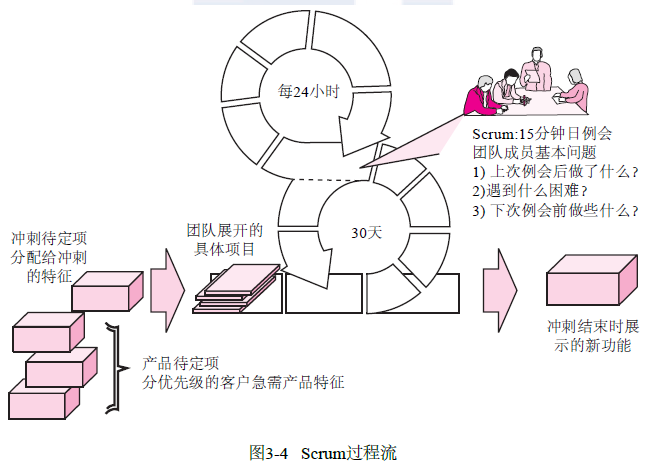 每24小时
Scrum:15分钟日例会
团队成员基本问题
1) 上次例会后做了什么?
2)遇到什么困难?
3) 下次例会前做些什么?
30天
团队展开的
具体项目
冲刺待定项
分配给冲刺
的特征
冲刺结束时展
示的新功能
产品待定项
分优先级的客户急需产品特征
图3-4 Scrum过程流